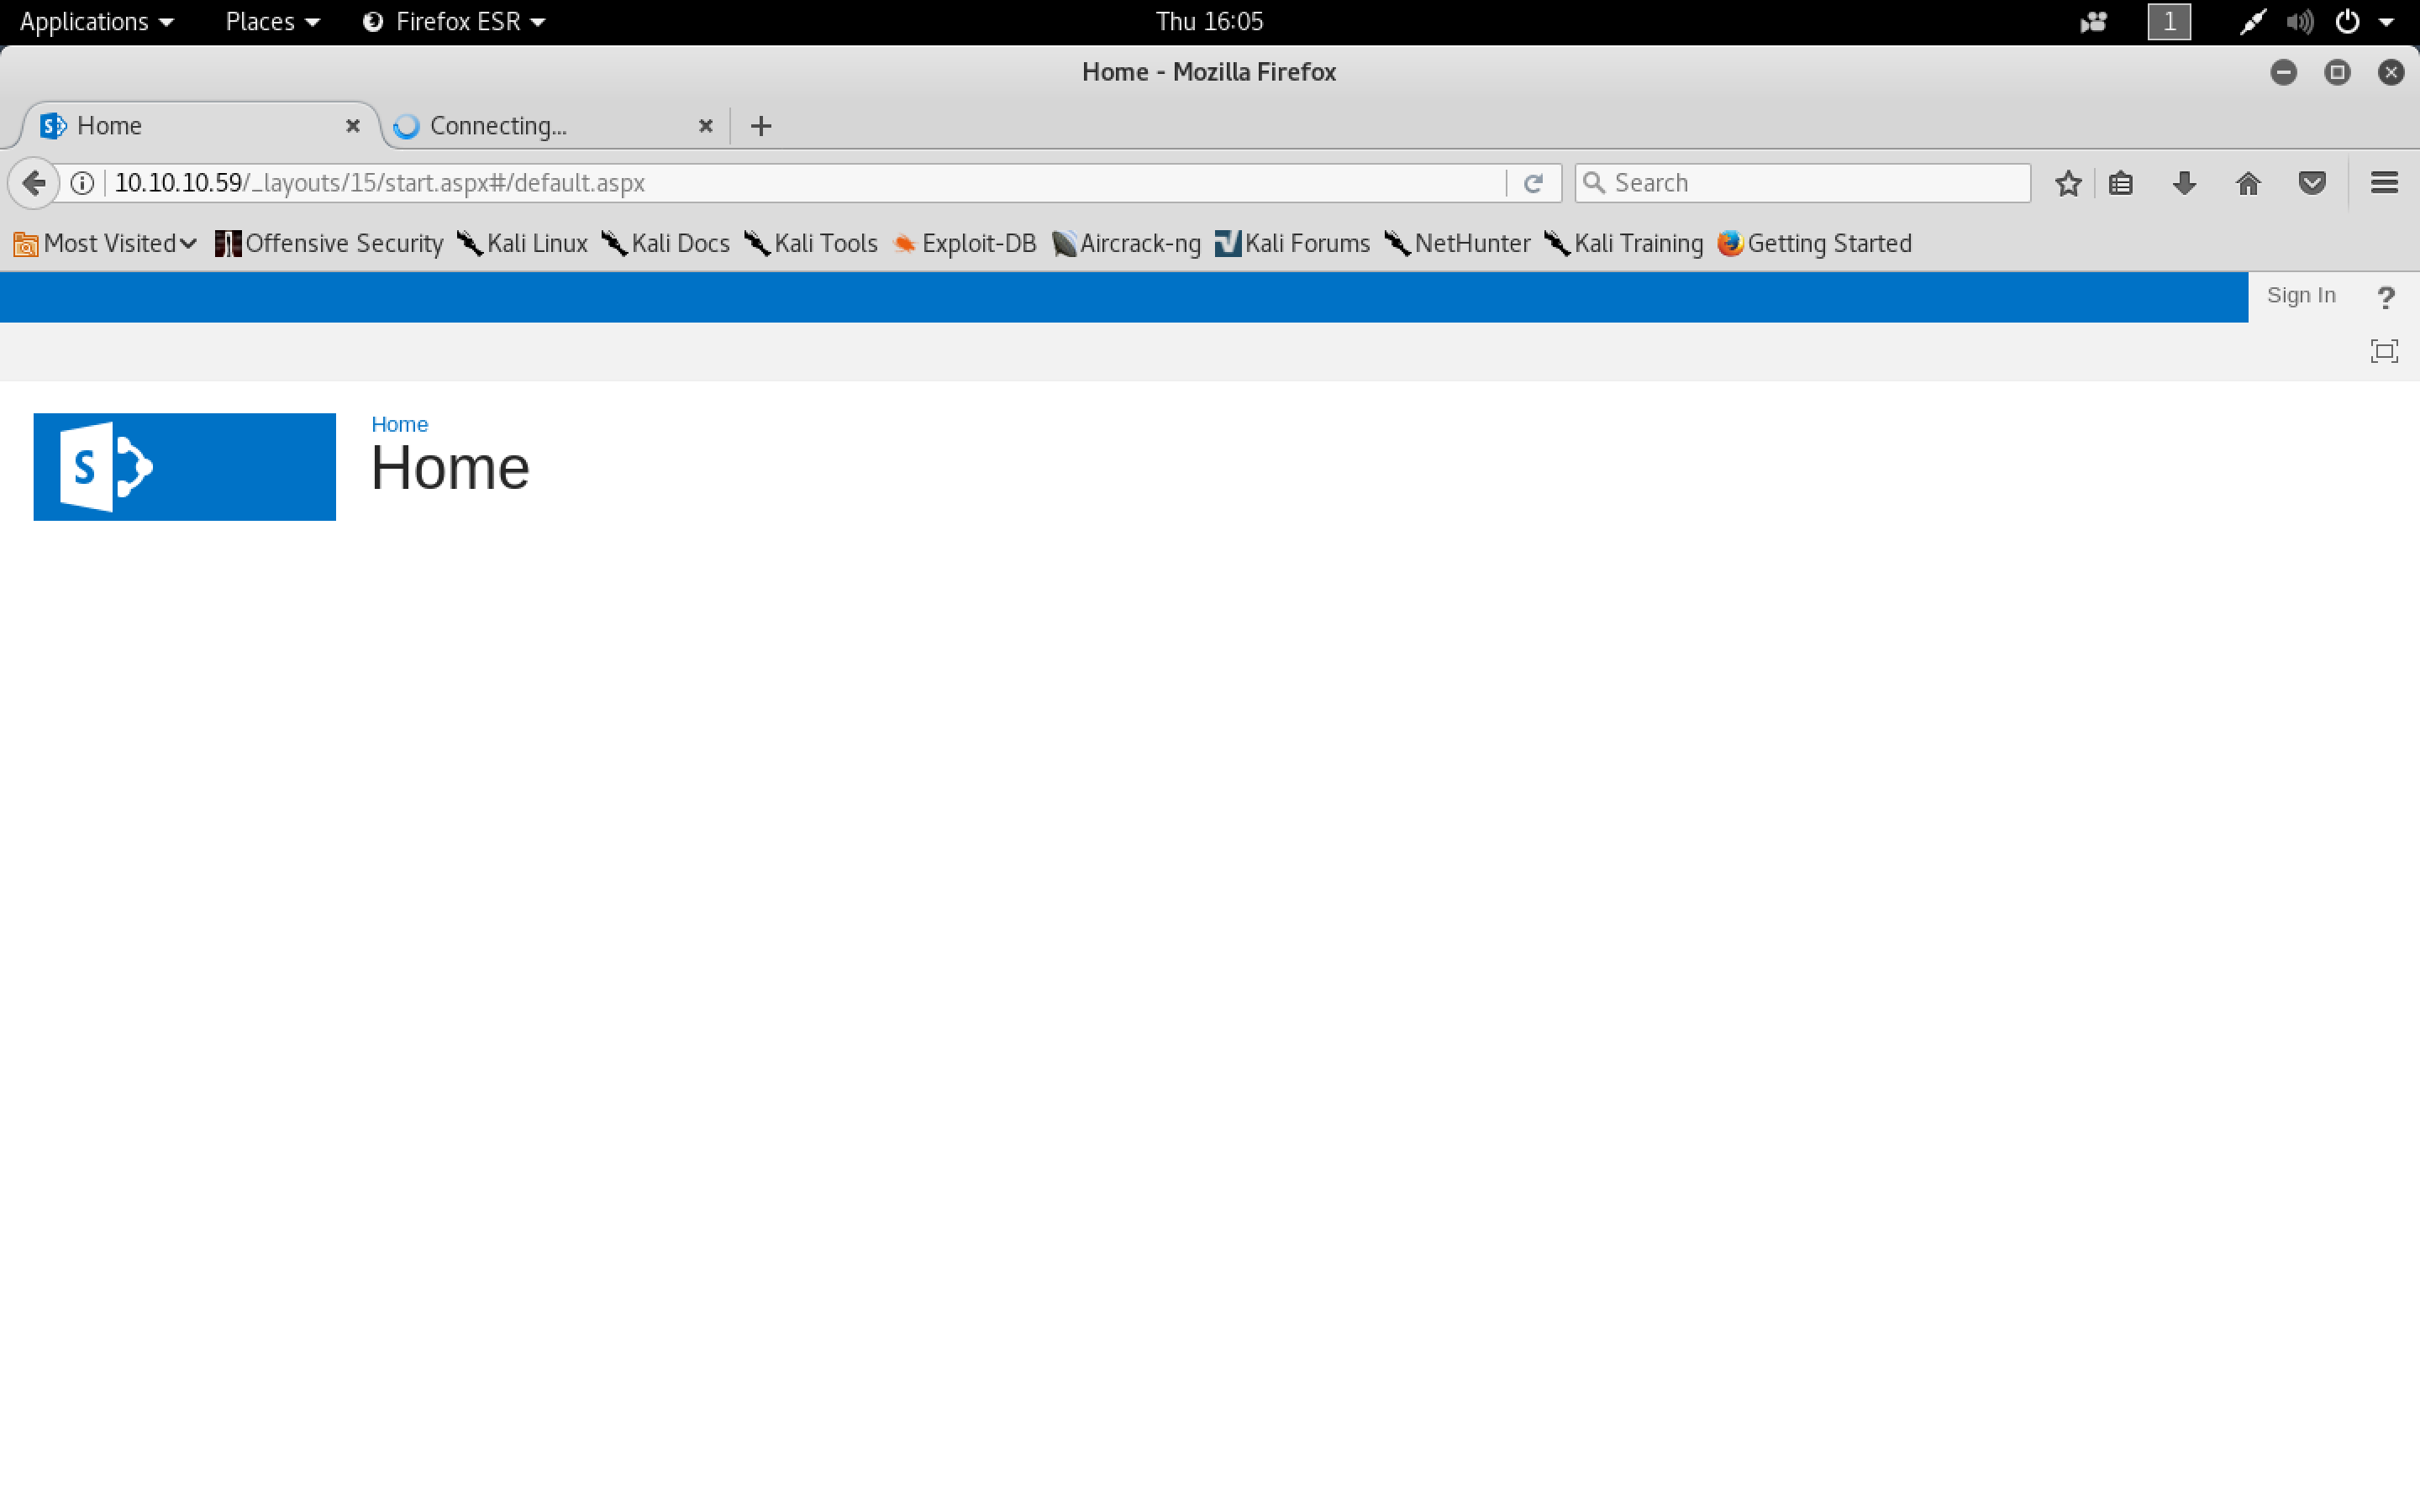 Applications Places Firefox ESR Thu 16:05 1
Home - Mozilla Firefox
Home Connecting...
10.10.10.59/_layouts/15/start.aspx#/default.aspx Search
Most Visited Offensive Security Kali Linux Kali Docs Kali Tools Exploit-DB Aircrack-ng Kali Forums NetHunter Kali Training Getting Started
Sign In ?
S
Home
Home